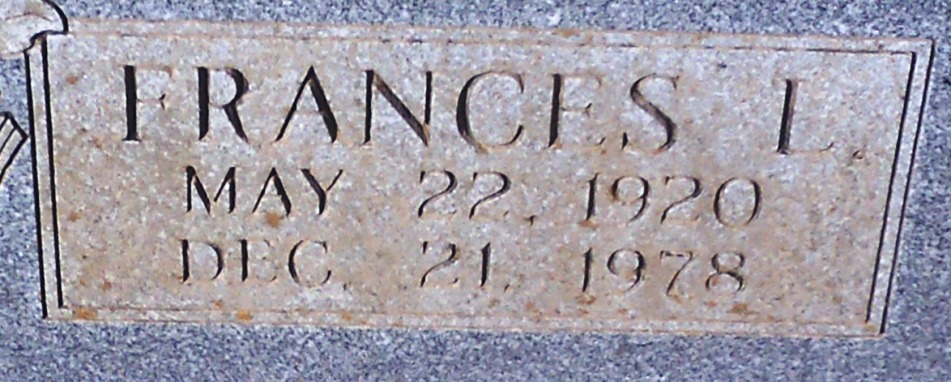 FRANCES L.
MAY 22, 1920
DEC. 21, 1978